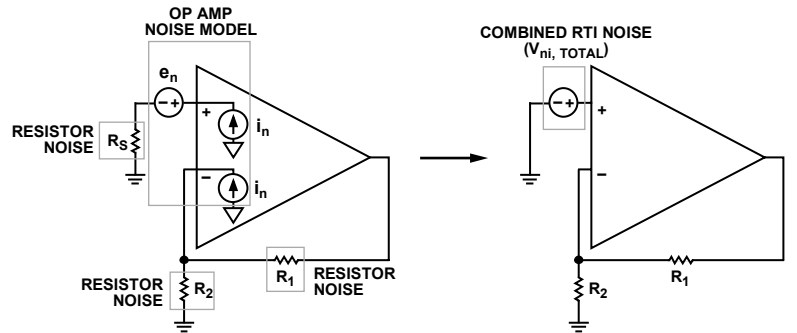 OP AMP
NOISE MODEL
eₙ
+
−+
iₙ
RESISTOR
NOISE
R_S
−
iₙ
RESISTOR
NOISE
R₂
R₁
RESISTOR
NOISE
COMBINED RTI NOISE
(Vₙᵢ, TOTAL)
−+
+
−
R₂
R₁